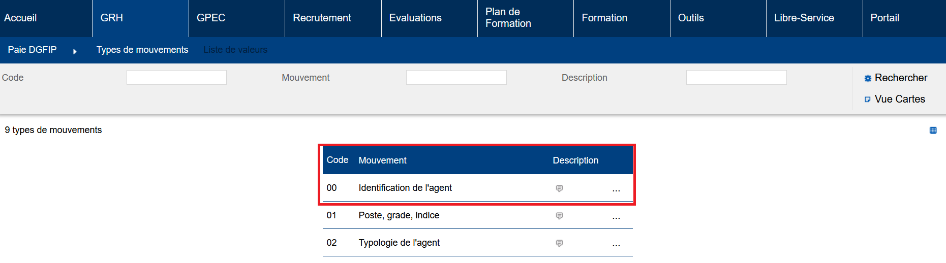 Accueil GRH GPEC Recrutement Evaluations Plan de Formation Formation Outils Libre-Service Portail
Paie DGFIP Types de mouvements Liste de valeurs
Code Mouvement Description Rechercher
Vue Cartes
9 types de mouvements
Code Mouvement Description
00 Identification de l'agent ...
01 Poste, grade, indice ...
02 Typologie de l'agent ...